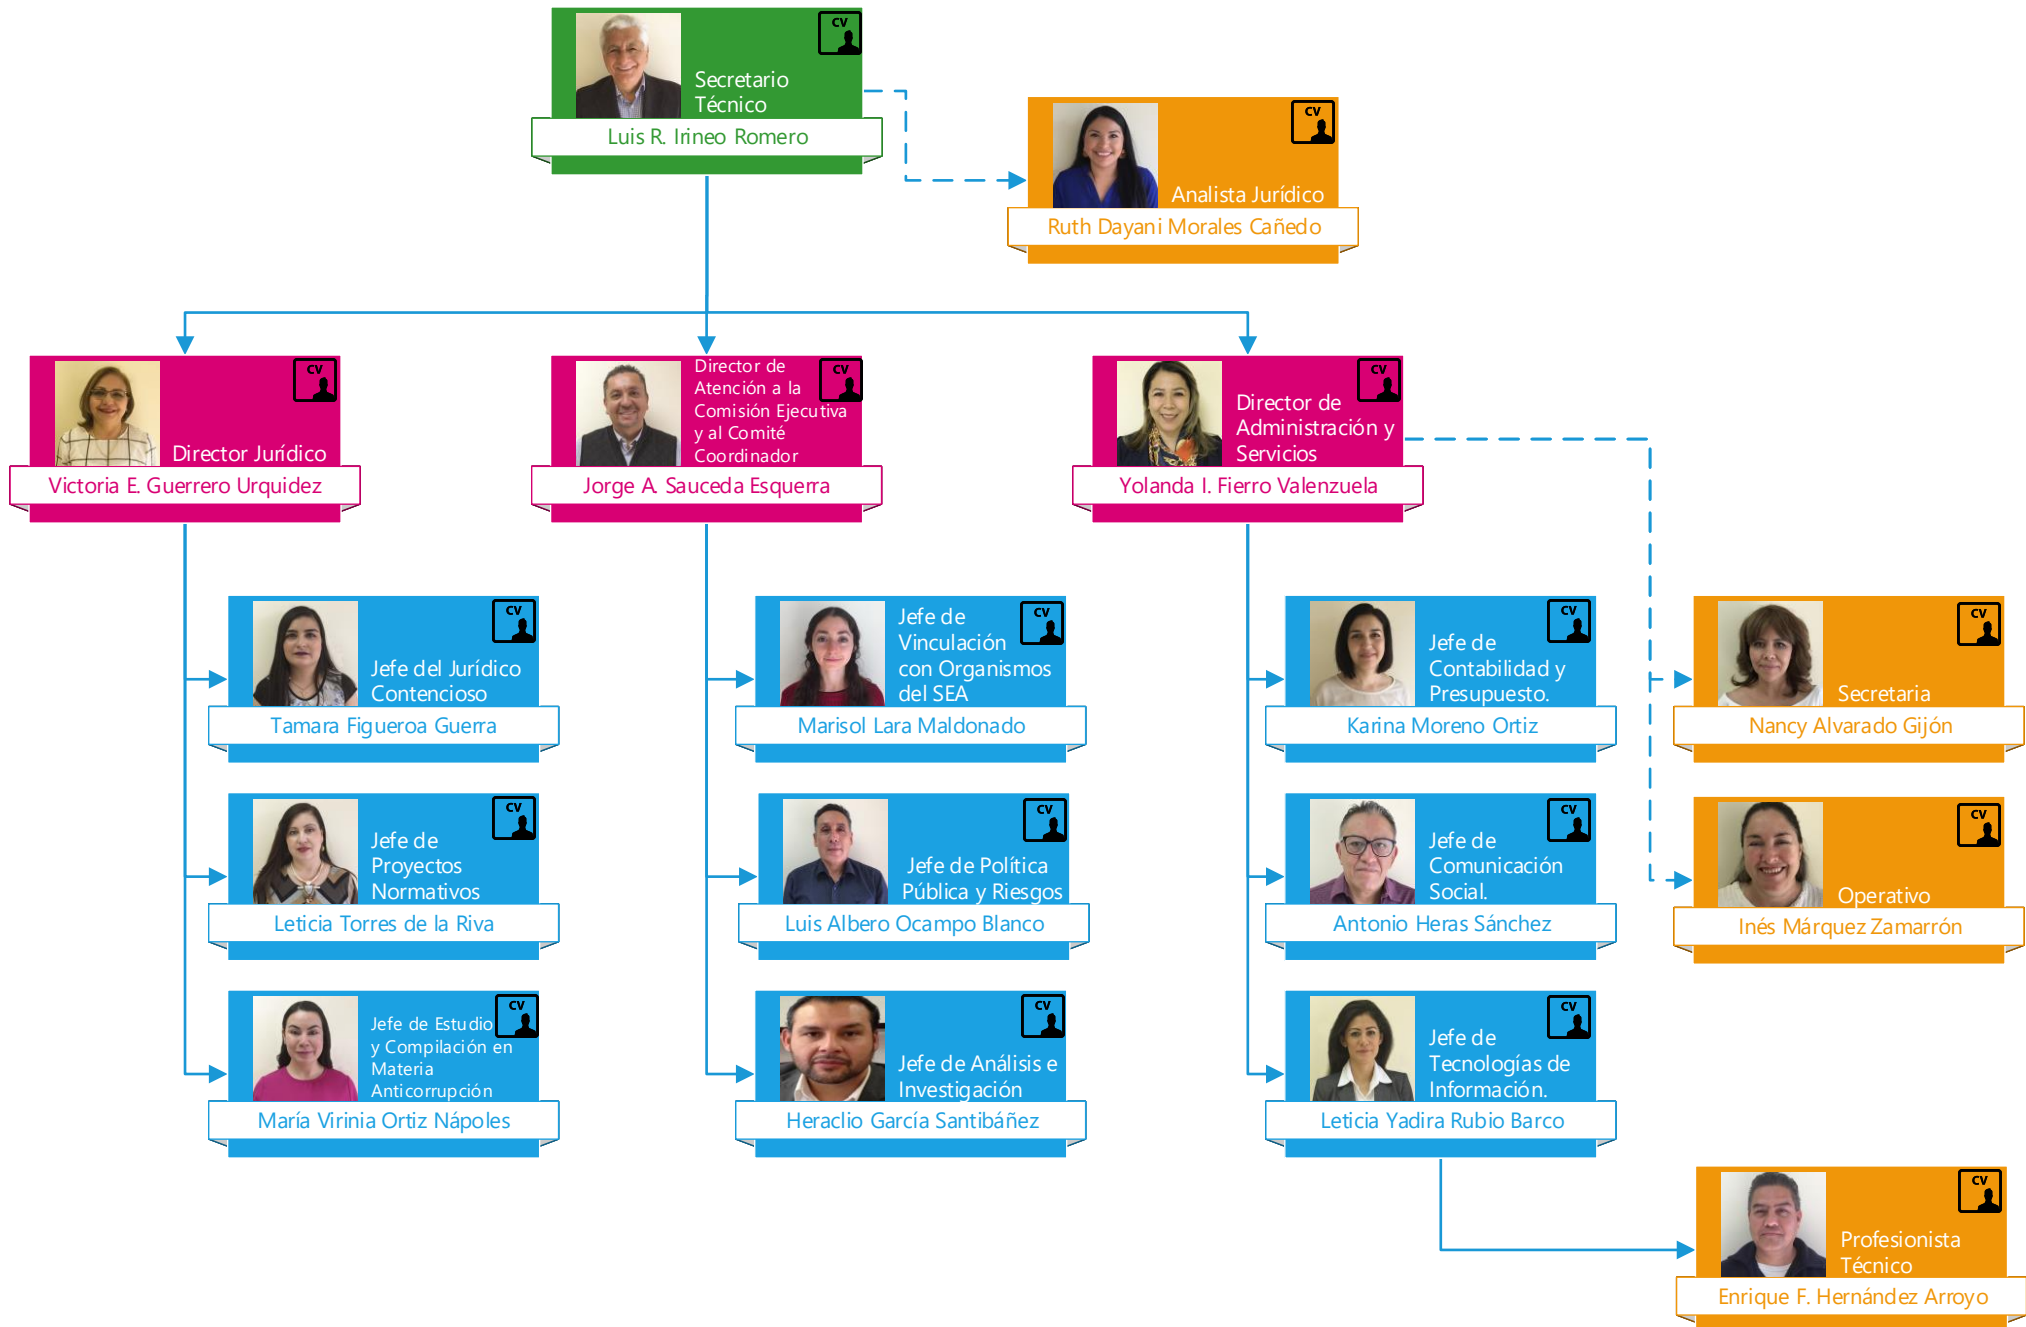 CV
Secretario
Técnico
Luis R. Irineo Romero
CV
Analista Jurídico
Ruth Dayani Morales Cañedo
CV
Director Jurídico
Victoria E. Guerrero Urquidez
CV
Director de
Atención a la
Comisión Ejecutiva
y al Comité
Coordinador
Jorge A. Sauceda Esquerra
CV
Director de
Administración y
Servicios
Yolanda I. Fierro Valenzuela
CV
Jefe del Jurídico
Contencioso
Tamara Figueroa Guerra
CV
Jefe de
Vinculación
con Organismos
del SEA
Marisol Lara Maldonado
CV
Jefe de
Contabilidad y
Presupuesto.
Karina Moreno Ortiz
CV
Secretaria
Nancy Alvarado Gijón
CV
Jefe de
Proyectos
Normativos
Leticia Torres de la Riva
CV
Jefe de Política
Pública y Riesgos
Luis Albero Ocampo Blanco
CV
Jefe de
Comunicación
Social.
Antonio Heras Sánchez
CV
Operativo
Inés Márquez Zamarrón
CV
Jefe de Estudio
y Compilación en
Materia
Anticorrupción
María Virinia Ortiz Nápoles
CV
Jefe de Análisis e
Investigación
Heraclio García Santibáñez
CV
Jefe de
Tecnologías de
Información.
Leticia Yadira Rubio Barco
CV
Profesionista
Técnico
Enrique F. Hernández Arroyo